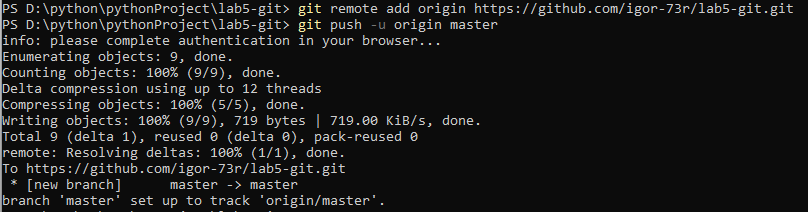 PS D:\python\pythonProject\lab5-git> git remote add origin https://github.com/igor-73r/lab5-git.git
PS D:\python\pythonProject\lab5-git> git push -u origin master
info: please complete authentication in your browser...
Enumerating objects: 9, done.
Counting objects: 100% (9/9), done.
Delta compression using up to 12 threads
Compressing objects: 100% (5/5), done.
Writing objects: 100% (9/9), 719 bytes | 719.00 KiB/s, done.
Total 9 (delta 1), reused 0 (delta 0), pack-reused 0
remote: Resolving deltas: 100% (1/1), done.
To https://github.com/igor-73r/lab5-git.git
 * [new branch]      master -> master
branch 'master' set up to track 'origin/master'.